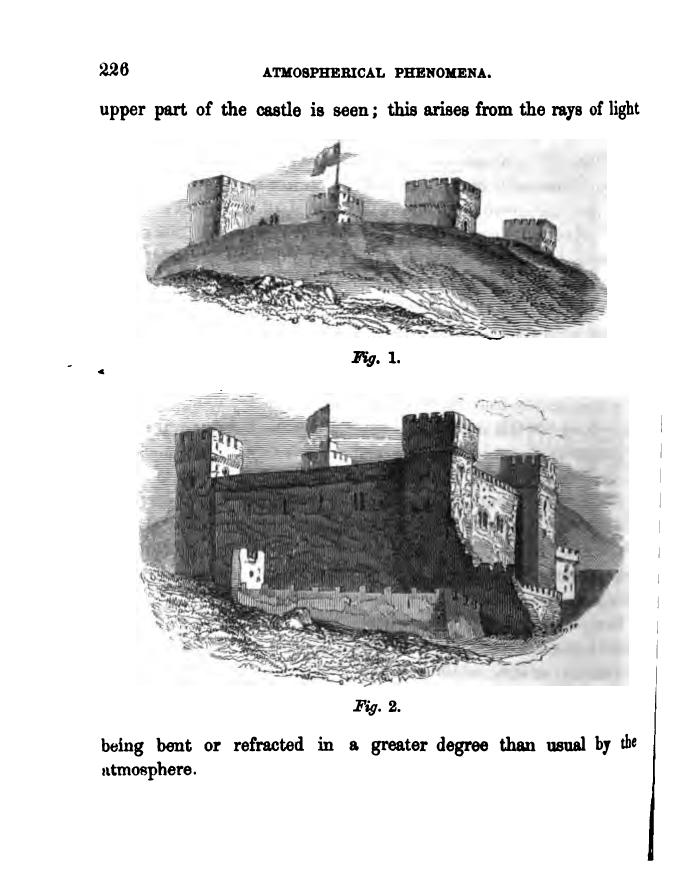 226 ATMOSPHERICAL PHENOMENA.
upper part of the castle is seen; this arises from the rays of light
Fig. 1.
Fig. 2.
being bent or refracted in a greater degree than usual by the
atmosphere.